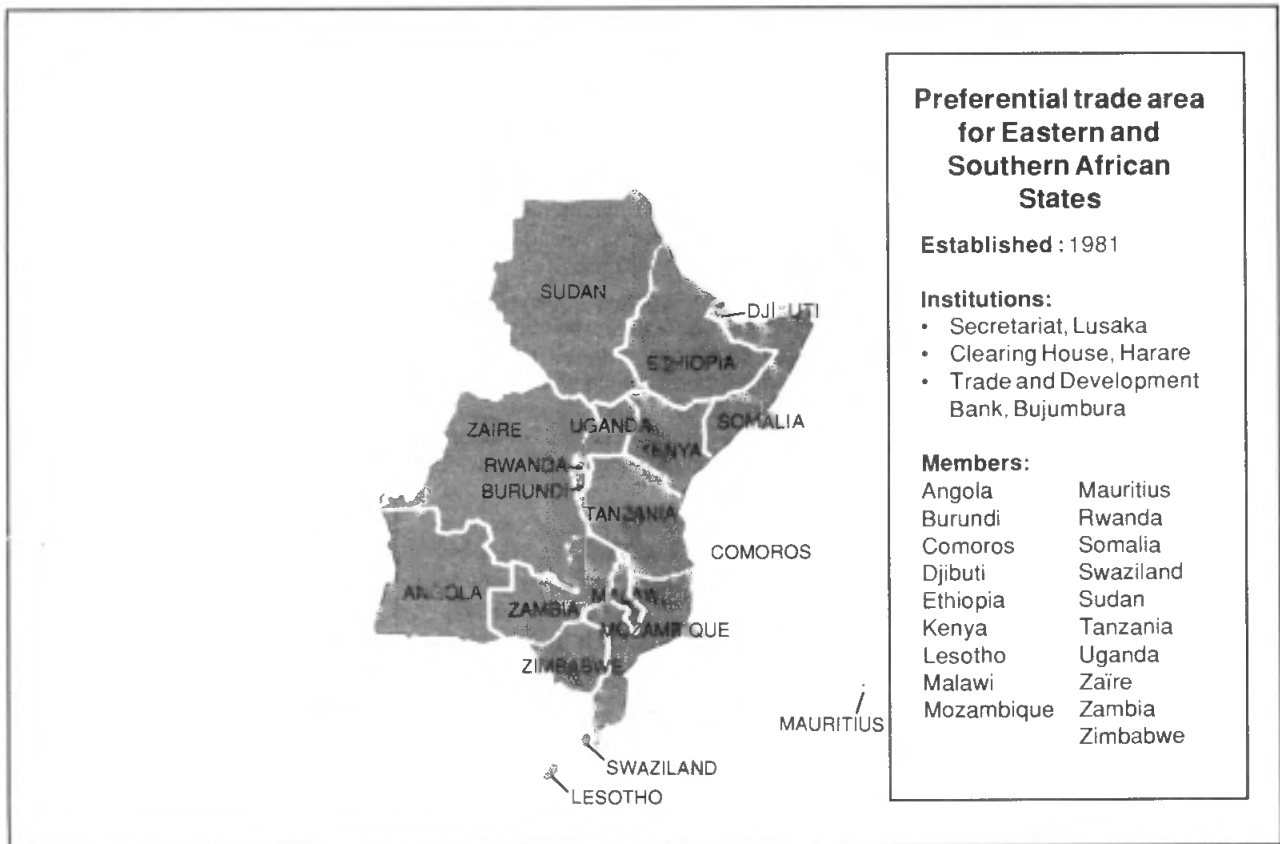 Preferential trade area
for Eastern and
Southern African
States
Established : 1981
Institutions:
• Secretariat, Lusaka
• Clearing House, Harare
• Trade and Development
Bank, Bujumbura
Members:
Angola Mauritius
Burundi Rwanda
Comoros Somalia
Djibuti Swaziland
Ethiopia Sudan
Kenya Tanzania
Lesotho Uganda
Malawi Zaïre
Mozambique Zambia
Zimbabwe
SUDAN
DJIBUTI
ETHIOPIA
ZAIRE
UGANDA
SOMALIA
KENYA
RWANDA
BURUNDI
TANZANIA
COMOROS
ANGOLA
ZAMBIA
MALAWI
MOZAMBIQUE
ZIMBABWE
MAURITIUS
SWAZILAND
LESOTHO